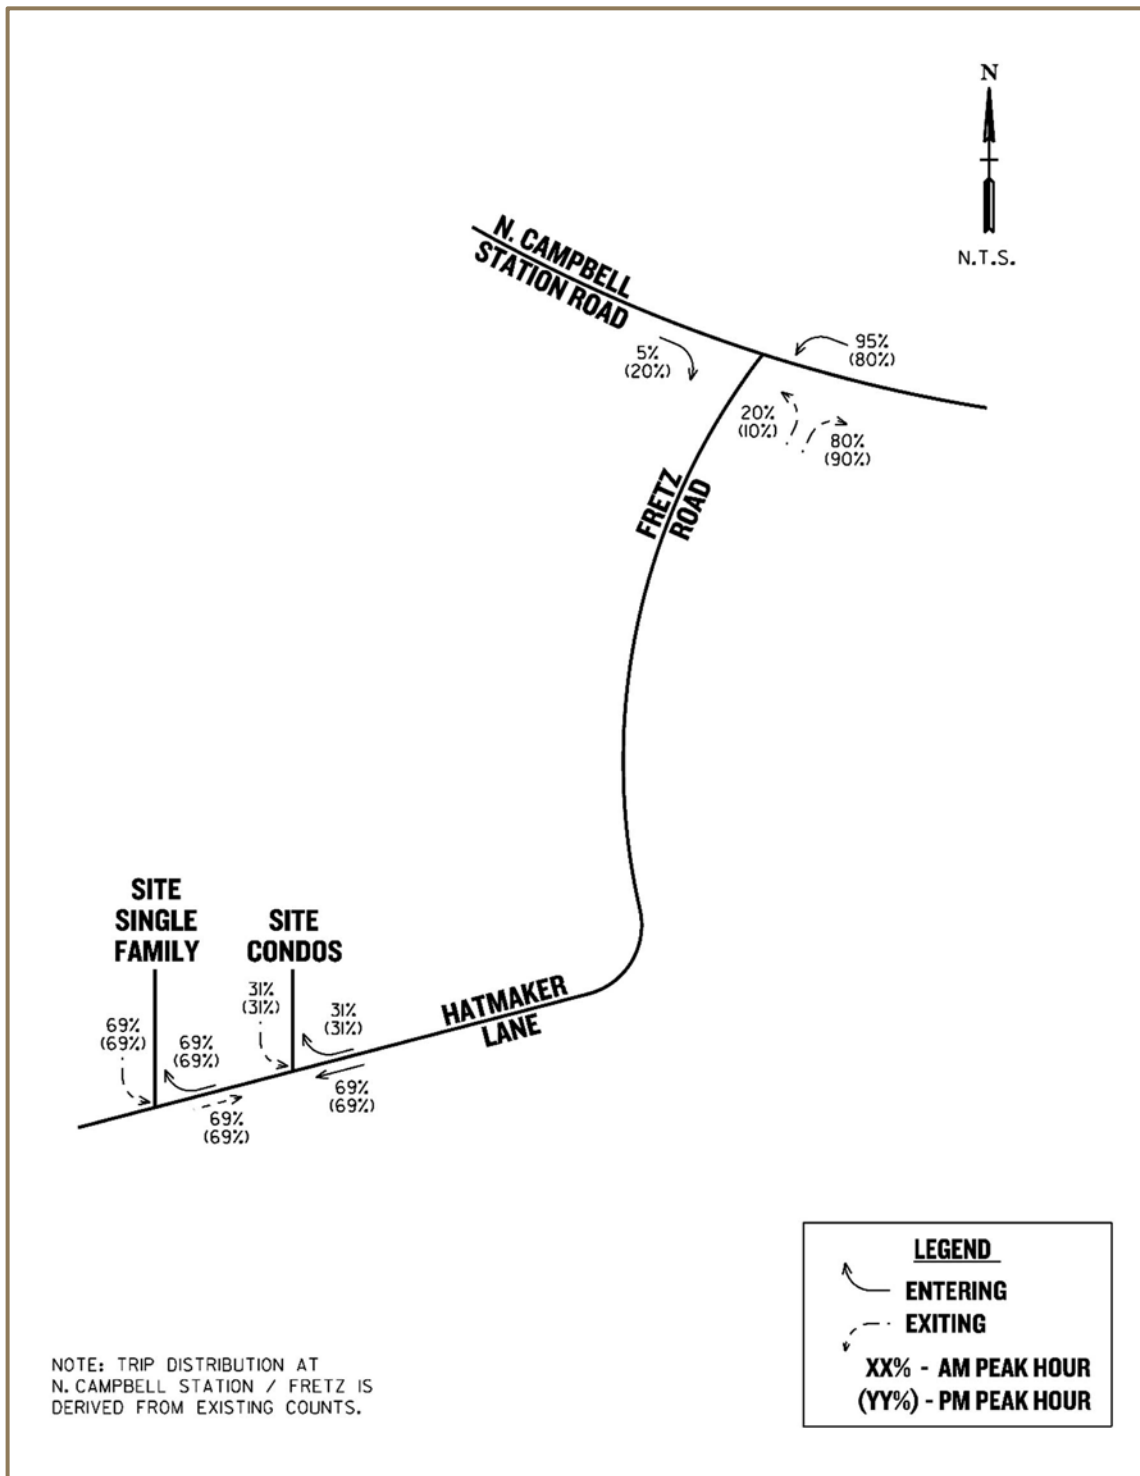 N
N.T.S.
N. CAMPBELL
STATION ROAD
95%
(80%)
5%
(20%)
20%
(10%)
80%
(90%)
FRETZ
ROAD
SITE
SINGLE
FAMILY
SITE
CONDOS
HATMAKER
LANE
31%
(31%)
31%
(31%)
69%
(69%)
69%
(69%)
69%
(69%)
69%
(69%)
LEGEND
ENTERING
EXITING
XX% - AM PEAK HOUR
(YY%) - PM PEAK HOUR
NOTE: TRIP DISTRIBUTION AT
N. CAMPBELL STATION / FRETZ IS
DERIVED FROM EXISTING COUNTS.